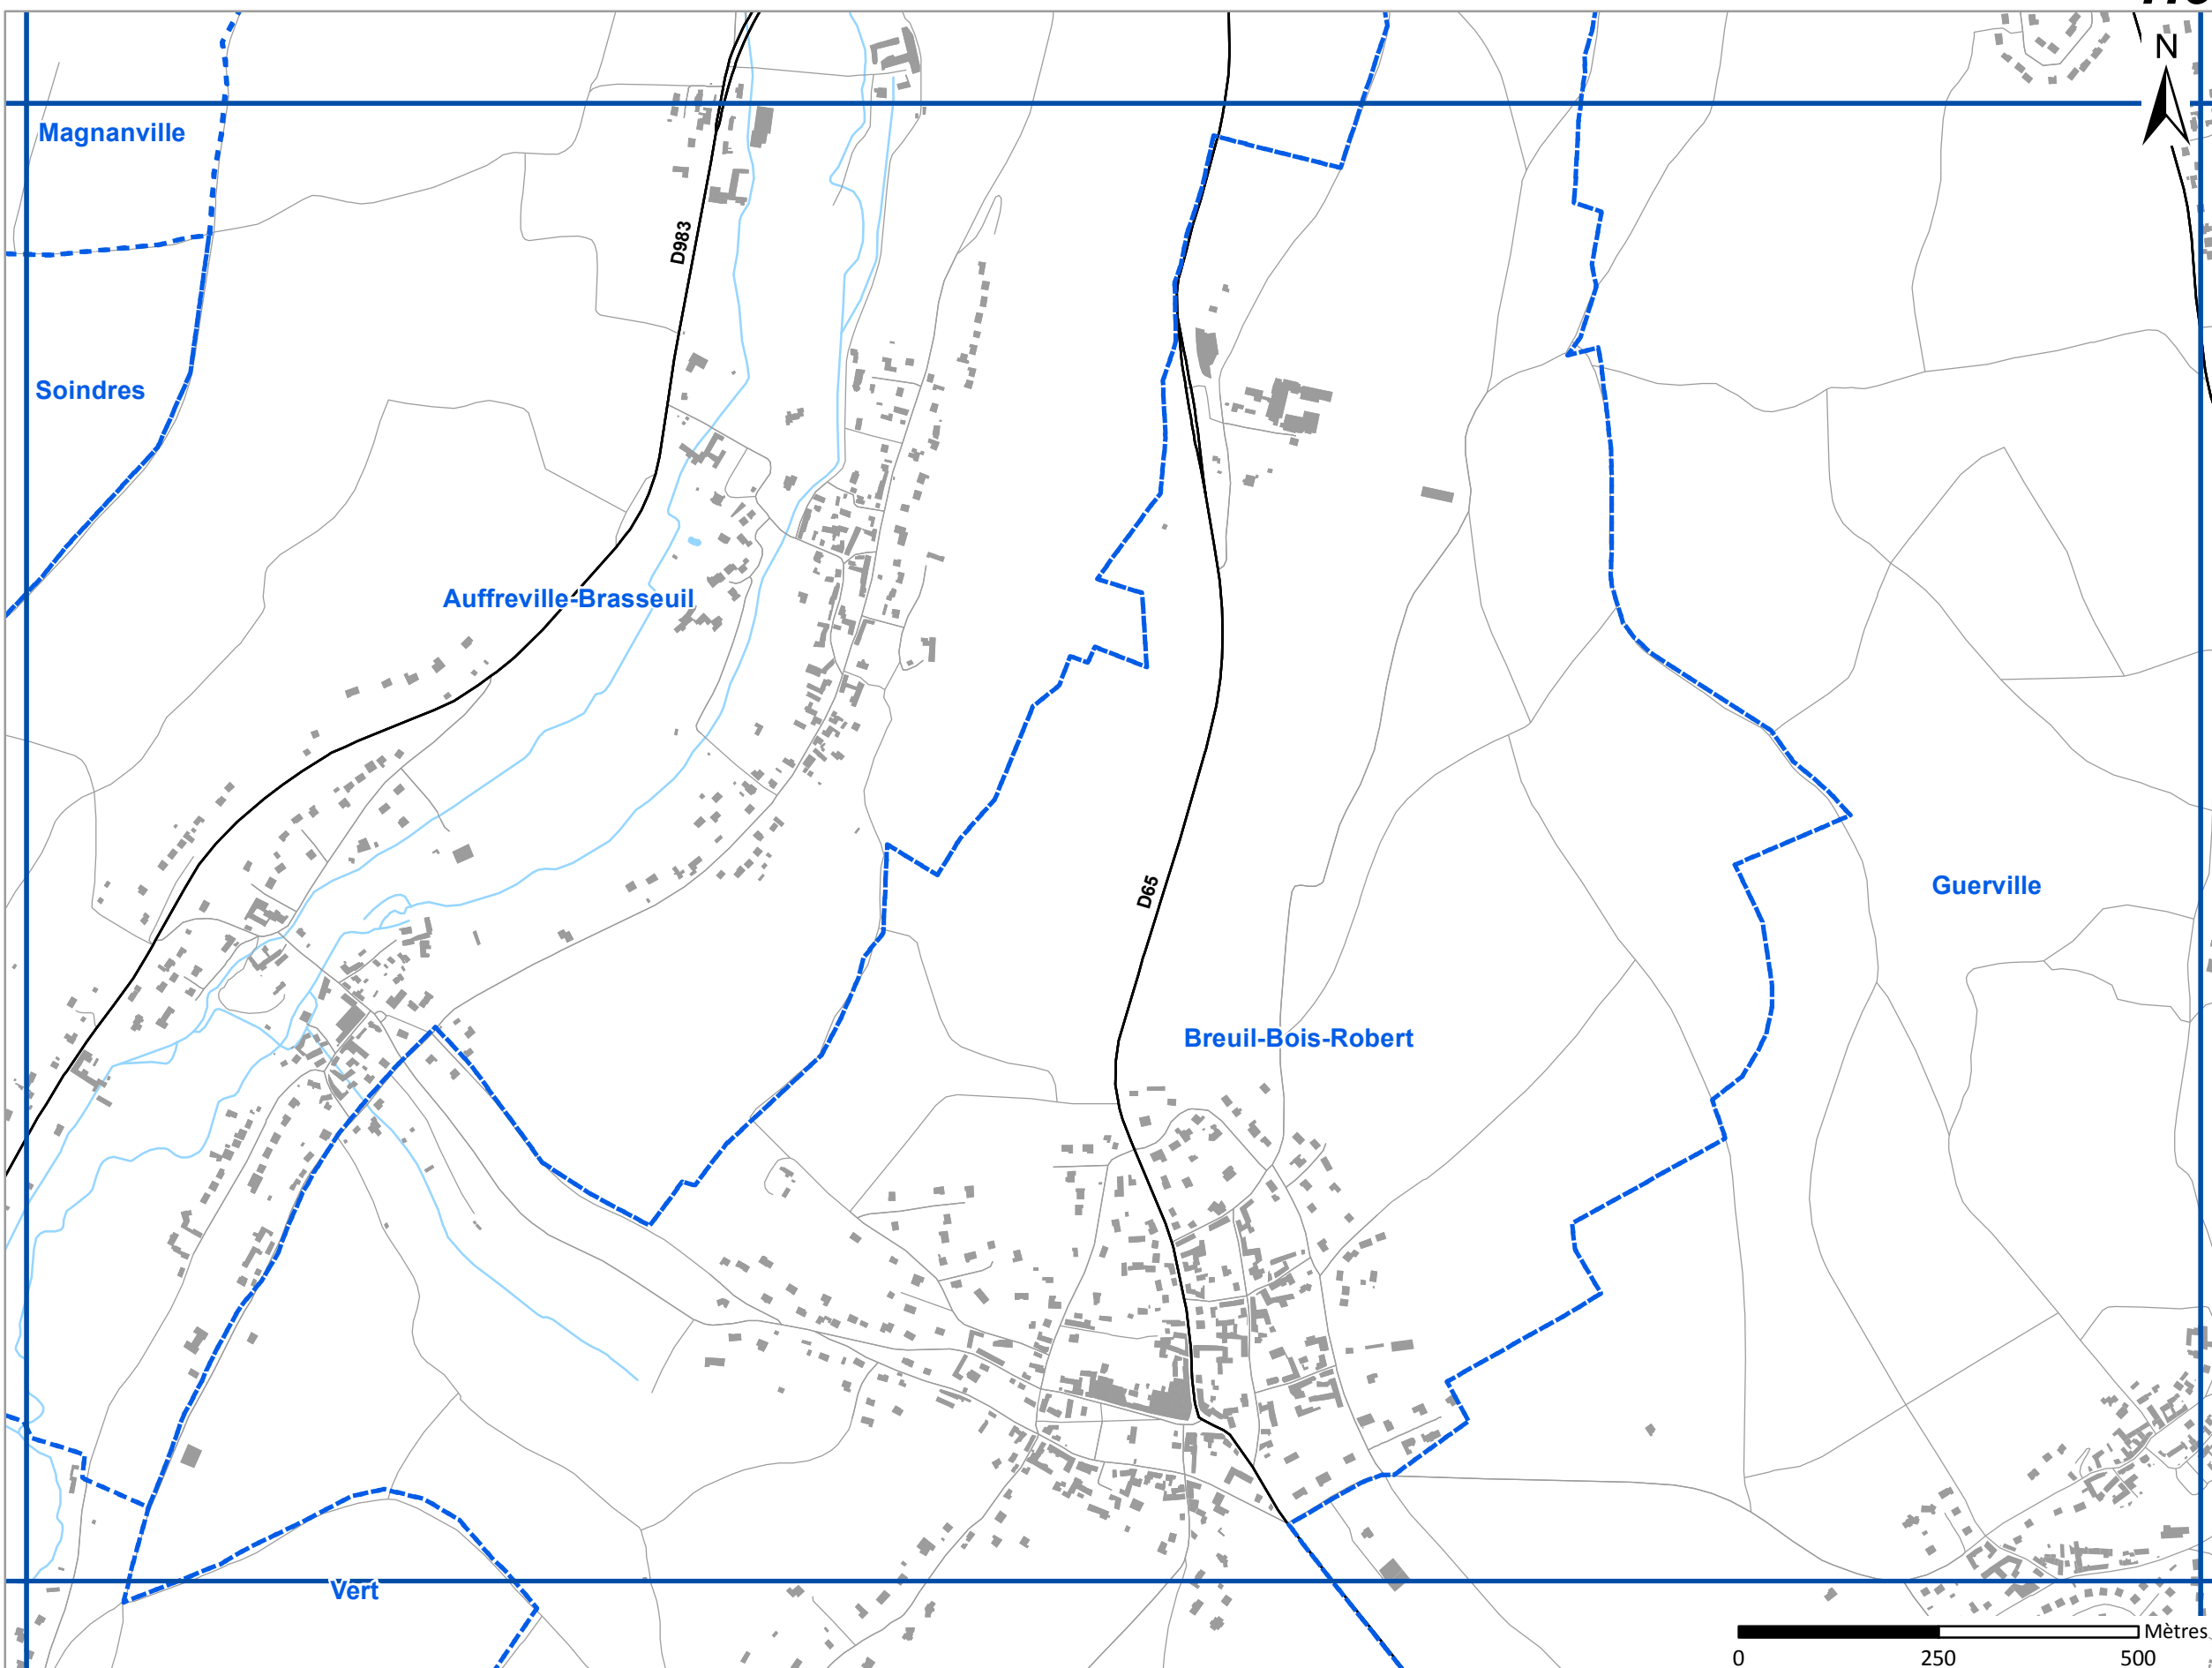 N
Magnanville
D983
Soindres
Auffreville-Brasseuil
D65
Guerville
Breuil-Bois-Robert
Vert
Mètres
0 250 500